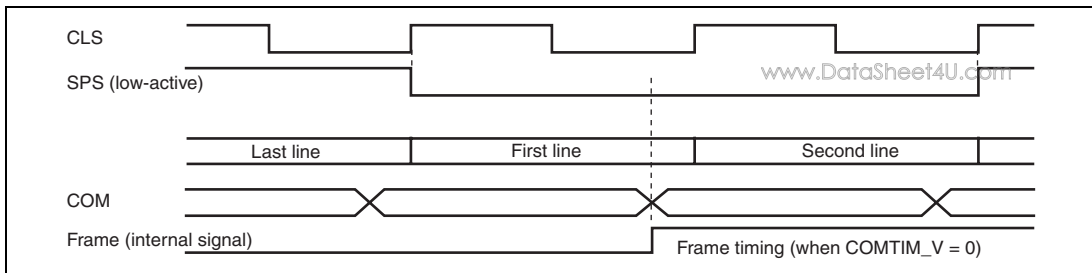 CLS
www.DataSheet4U.com
SPS (low-active)
Last line
First line
Second line
COM
Frame (internal signal)
Frame timing (when COMTIM_V = 0)